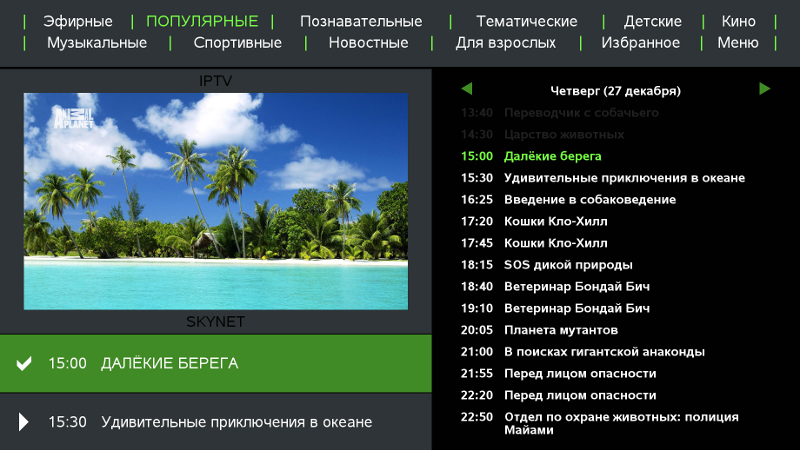 Эфирные | ПОПУЛЯРНЫЕ | Познавательные | Тематические | Детские | Кино
Музыкальные | Спортивные | Новостные | Для взрослых | Избранное | Меню
IPTV
ANIMAL
PLANET
SKYNET
15:00 ДАЛЁКИЕ БЕРЕГА
15:30 Удивительные приключения в океане
Четверг (27 декабря)
13:40 Переводчик с собачьего
14:30 Царство животных
15:00 Далёкие берега
15:30 Удивительные приключения в океане
16:25 Введение в собаковедение
17:20 Кошки Кло-Хилл
17:45 Кошки Кло-Хилл
18:15 SOS дикой природы
18:40 Ветеринар Бондай Бич
19:10 Ветеринар Бондай Бич
20:05 Планета мутантов
21:00 В поисках гигантской анаконды
21:55 Перед лицом опасности
22:20 Перед лицом опасности
22:50 Отдел по охране животных: полиция
Майами